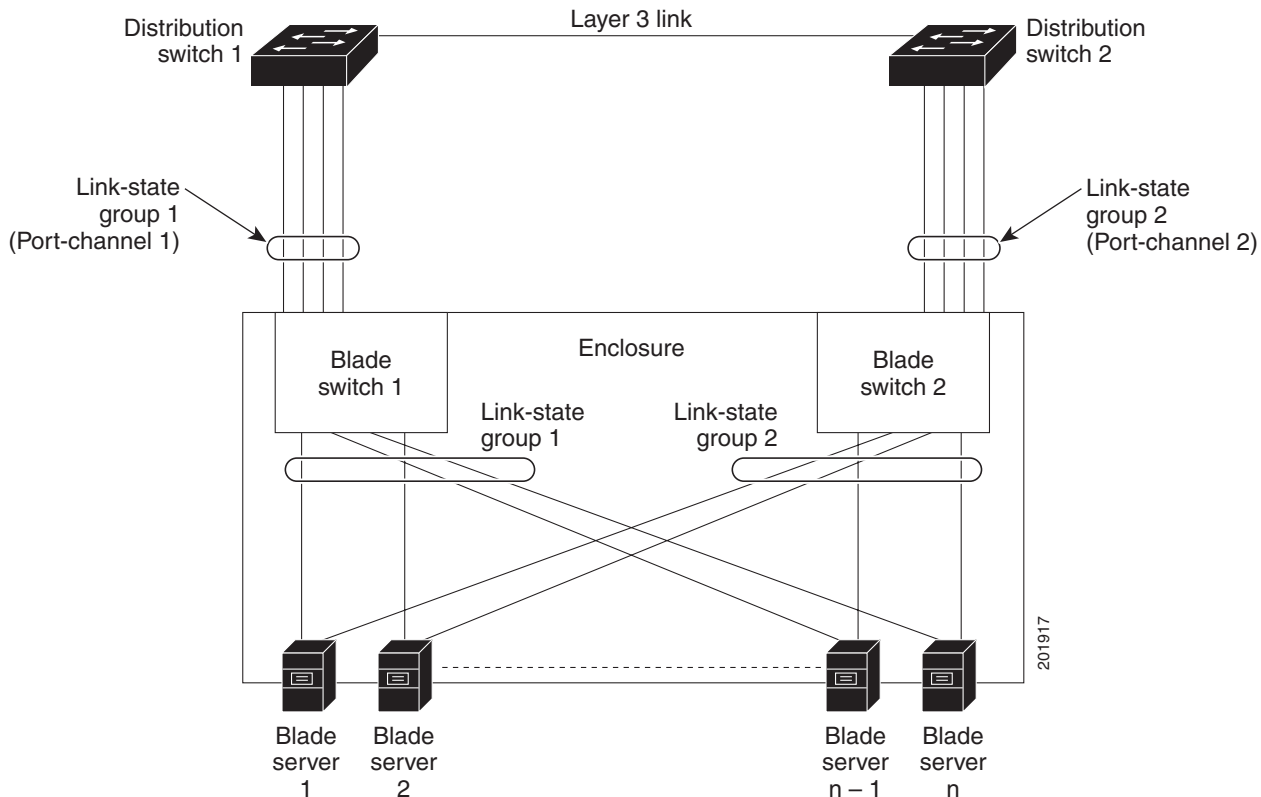 Distribution
switch 1
Layer 3 link
Distribution
switch 2
Link-state
group 1
(Port-channel 1)
Link-state
group 2
(Port-channel 2)
Enclosure
Blade
switch 1
Blade
switch 2
Link-state
group 1
Link-state
group 2
201917
Blade
server
1
Blade
server
2
Blade
server
n – 1
Blade
server
n